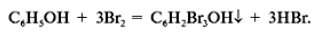 C₆H₅OH + 3Br₂ = C₆H₂Br₃OH↓ + 3HBr.